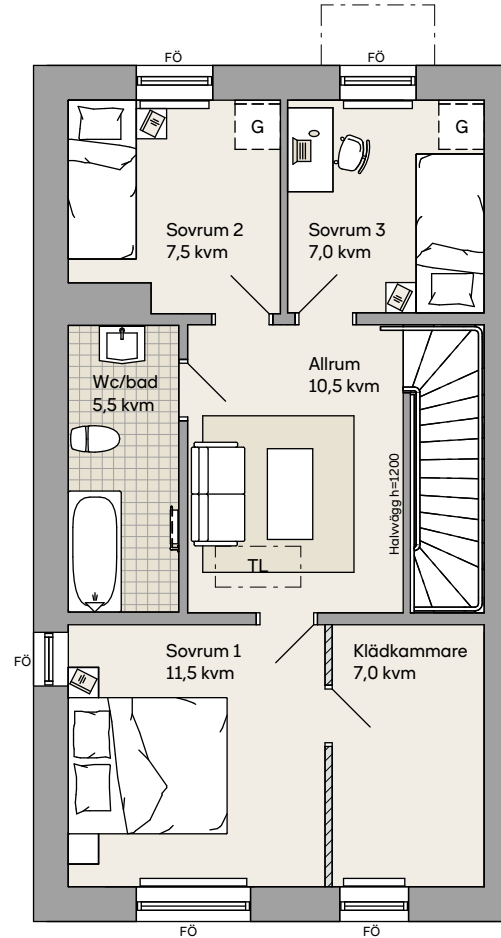 FÖ
FÖ
G
G
Sovrum 2
7,5 kvm
Sovrum 3
7,0 kvm
Allrum
10,5 kvm
Wc/bad
5,5 kvm
Halvvägg h=1200
TL
Sovrum 1
11,5 kvm
Klädkammare
7,0 kvm
FÖ
FÖ
FÖ